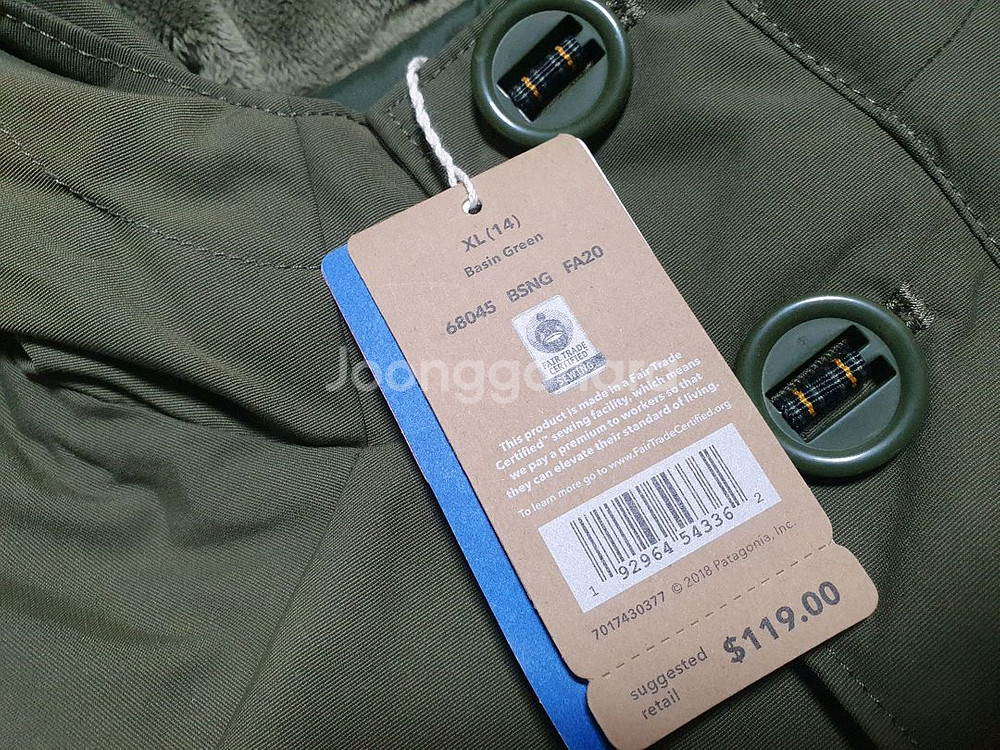 XL (14)
Basin Green
68045 BSNG FA20
FAIR TRADE
CERTIFIED
SEWING
This product is made in a Fair Trade
Certified™ sewing facility, which means
we pay a premium to workers so that
they can elevate their standard of living.
To learn more go to www.FairTradeCertified.org
1 92964 54336 2
7017430377 © 2018 Patagonia, Inc.
suggested
retail
$119.00